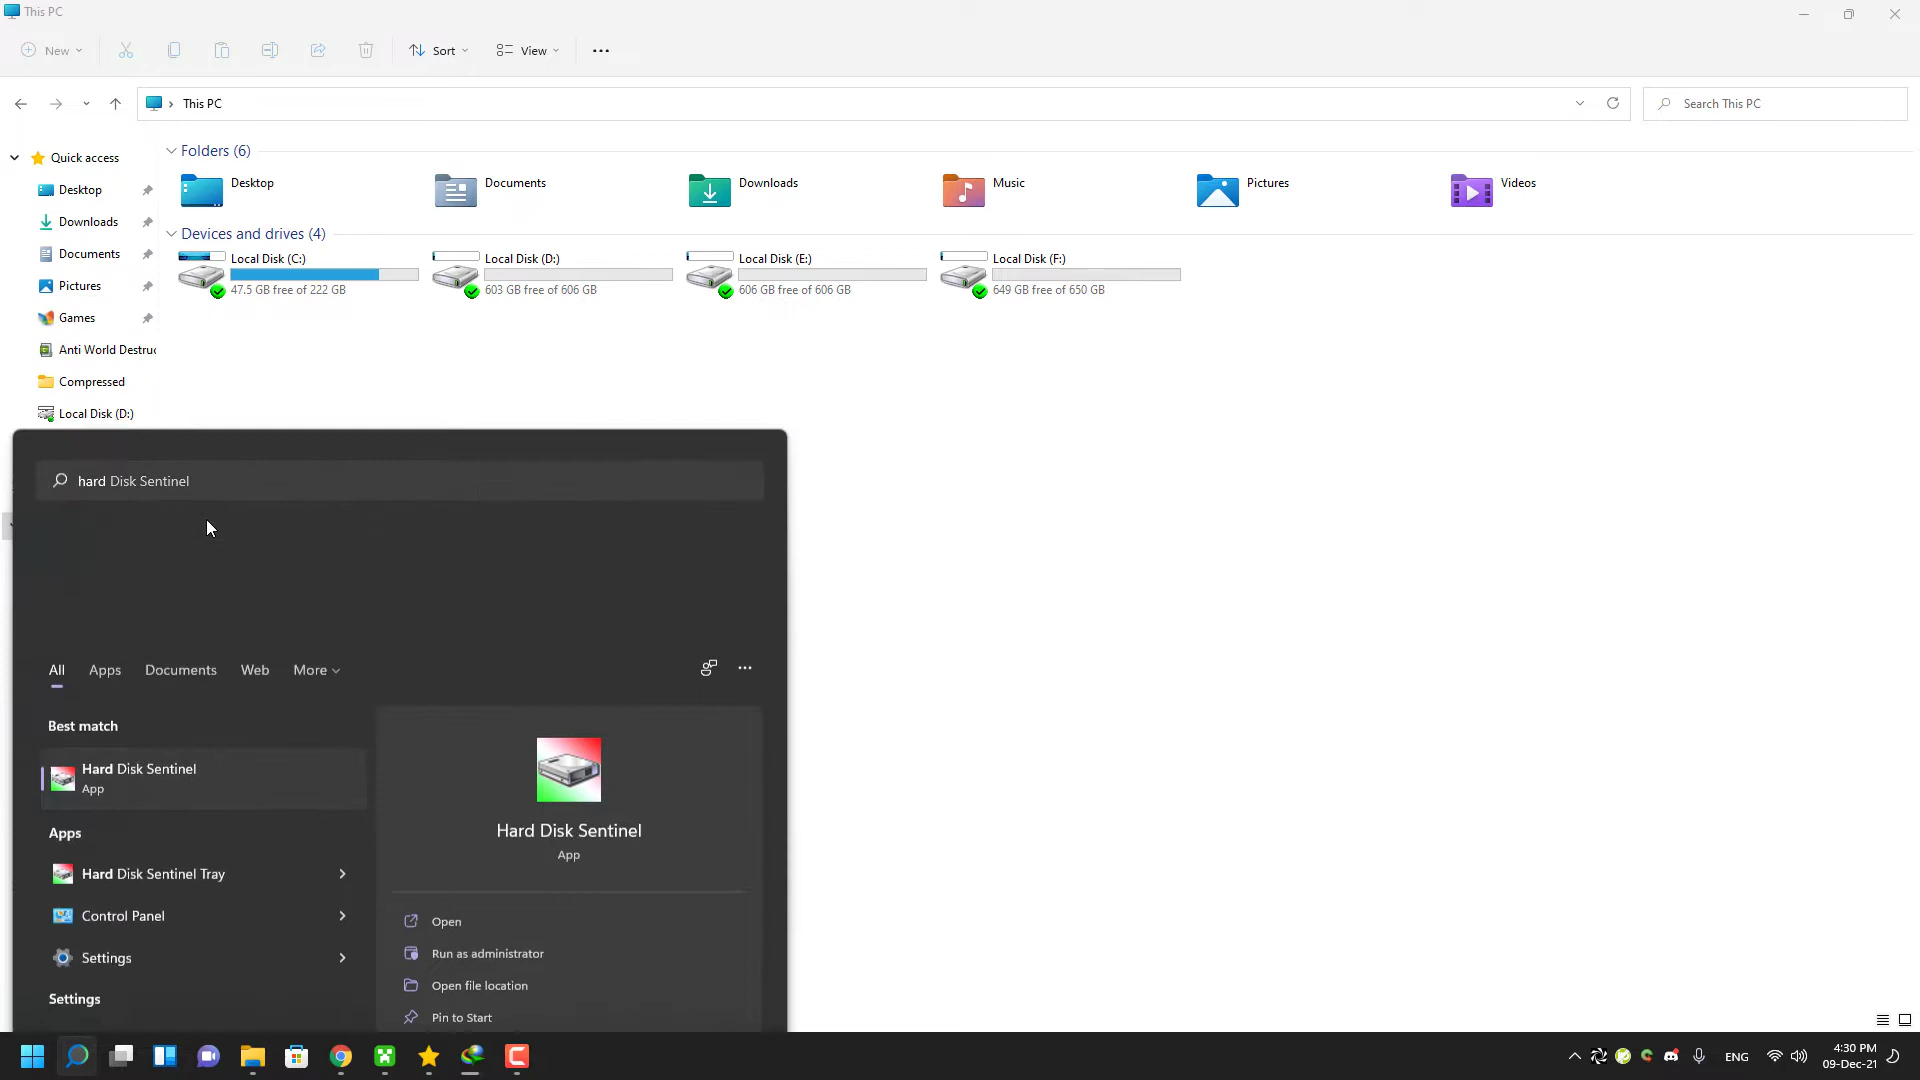 This PC
New
Sort
View
This PC
Search This PC
Quick access
Desktop
Downloads
Documents
Pictures
Games
Anti World Destruc
Compressed
Local Disk (D:)
Folders (6)
Desktop
Documents
Downloads
Music
Pictures
Videos
Devices and drives (4)
Local Disk (C:)
47.5 GB free of 222 GB
Local Disk (D:)
603 GB free of 606 GB
Local Disk (E:)
606 GB free of 606 GB
Local Disk (F:)
649 GB free of 650 GB
hard Disk Sentinel
All
Apps
Documents
Web
More
Best match
Hard Disk Sentinel
App
Apps
Hard Disk Sentinel Tray
Control Panel
Settings
Settings
Hard Disk Sentinel
App
Open
Run as administrator
Open file location
Pin to Start
ENG
4:30 PM
09-Dec-21